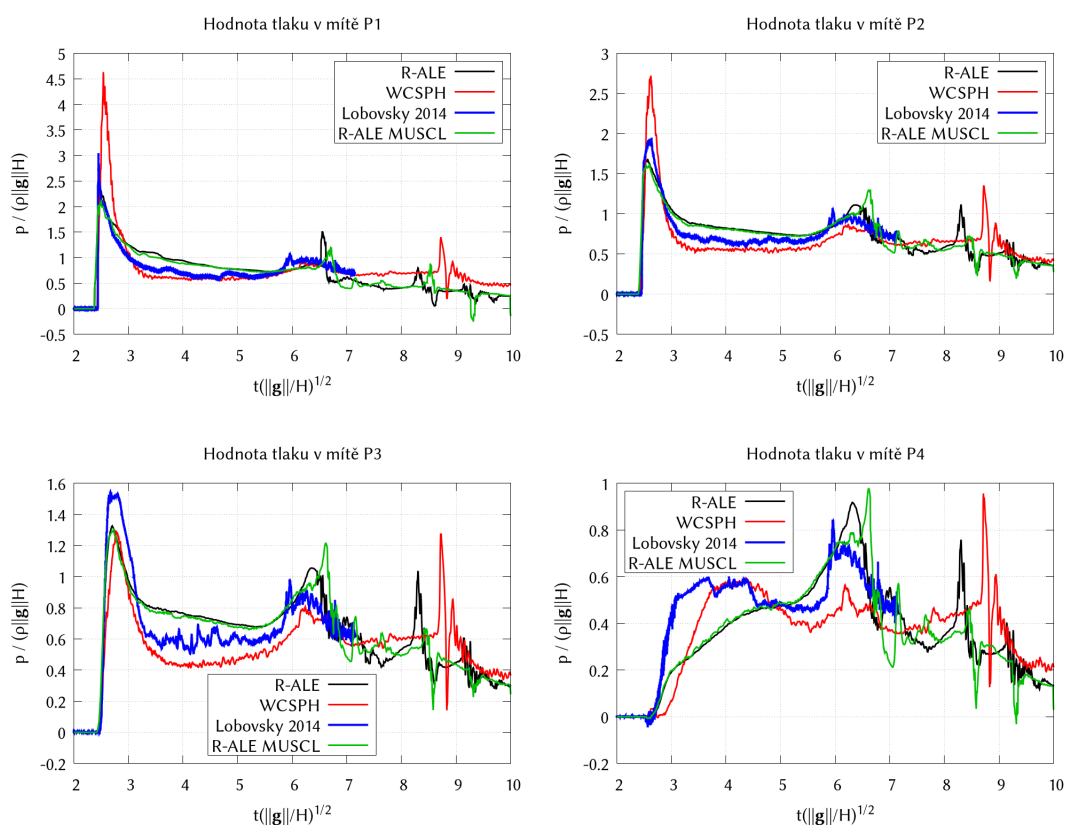 Hodnota tlaku v mítě P1
5
4.5
4
3.5
3
2.5
2
1.5
1
0.5
0
-0.5
p / (ρ||g||H)
R-ALE
WCSPH
Lobovsky 2014
R-ALE MUSCL
2 3 4 5 6 7 8 9 10
t(||g||/H)1/2
Hodnota tlaku v mítě P2
3
2.5
2
1.5
1
0.5
0
-0.5
p / (ρ||g||H)
R-ALE
WCSPH
Lobovsky 2014
R-ALE MUSCL
2 3 4 5 6 7 8 9 10
t(||g||/H)1/2
Hodnota tlaku v mítě P3
1.6
1.4
1.2
1
0.8
0.6
0.4
0.2
0
-0.2
p / (ρ||g||H)
R-ALE
WCSPH
Lobovsky 2014
R-ALE MUSCL
2 3 4 5 6 7 8 9 10
t(||g||/H)1/2
Hodnota tlaku v mítě P4
1
0.8
0.6
0.4
0.2
0
-0.2
p / (ρ||g||H)
R-ALE
WCSPH
Lobovsky 2014
R-ALE MUSCL
2 3 4 5 6 7 8 9 10
t(||g||/H)1/2